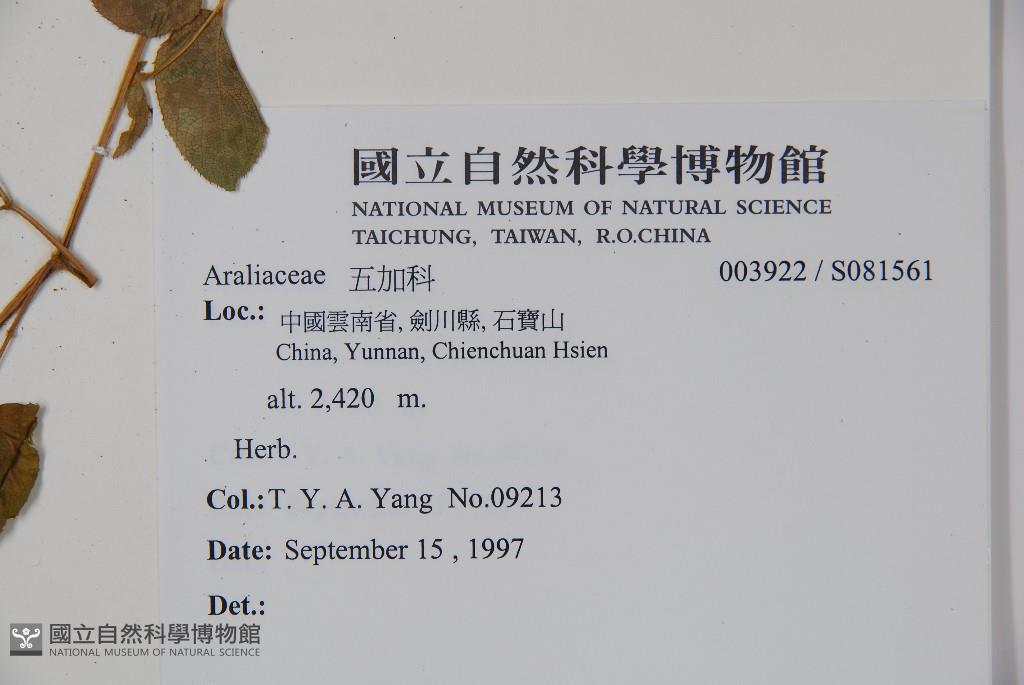 國立自然科學博物館
NATIONAL MUSEUM OF NATURAL SCIENCE
TAICHUNG, TAIWAN, R.O.CHINA
Araliaceae 五加科 003922 / S081561
Loc.: 中國雲南省, 劍川縣, 石寶山
China, Yunnan, Chienchuan Hsien
alt. 2,420 m.
Herb.
Col.: T. Y. A. Yang No.09213
Date: September 15 , 1997
Det.:
國立自然科學博物館
NATIONAL MUSEUM OF NATURAL SCIENCE